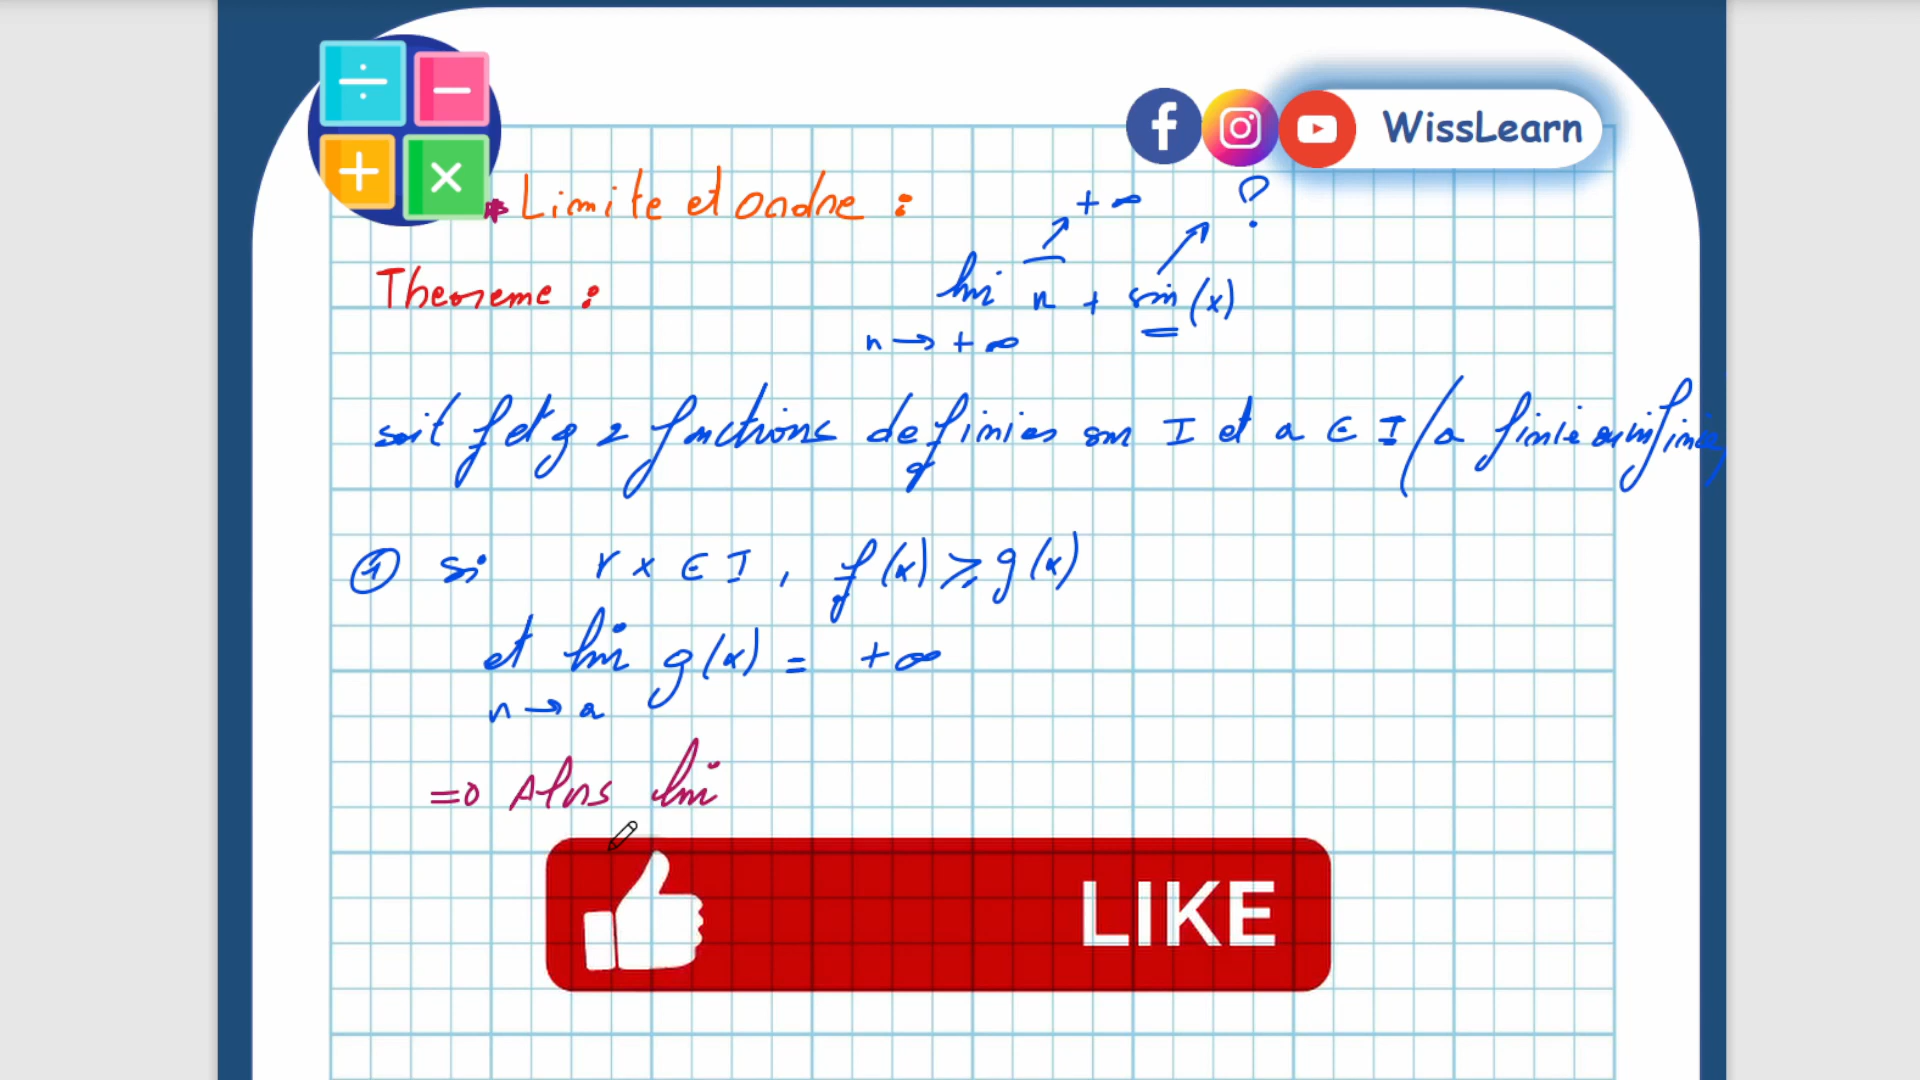 WissLearn
* Limite et ordre :
+∞ ?
Theoreme :
lim n + sin(x)
n → + ∞
soit f et g 2 fonctions definies sur I et a ∈ I (a finie ou infinie)
① si ∀ x ∈ I, f(x) ≥ g(x)
et lim g(x) = +∞
n → a
=> Alors lim
LIKE